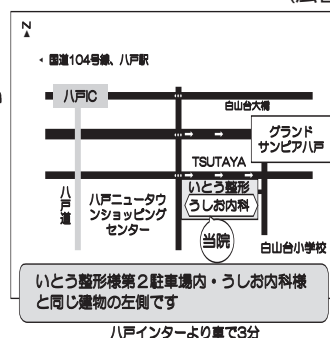 N
国道104号線、八戸駅
八戸IC
白山台大橋
グランド
サンピア八戸
TSUTAYA
いとう整形
うしお内科
八戸道
八戸ニュータウ
ンショッピング
センター
当院
白山台小学校
いとう整形様第2駐車場内・うしお内科様
と同じ建物の左側です
八戸インターより車で3分